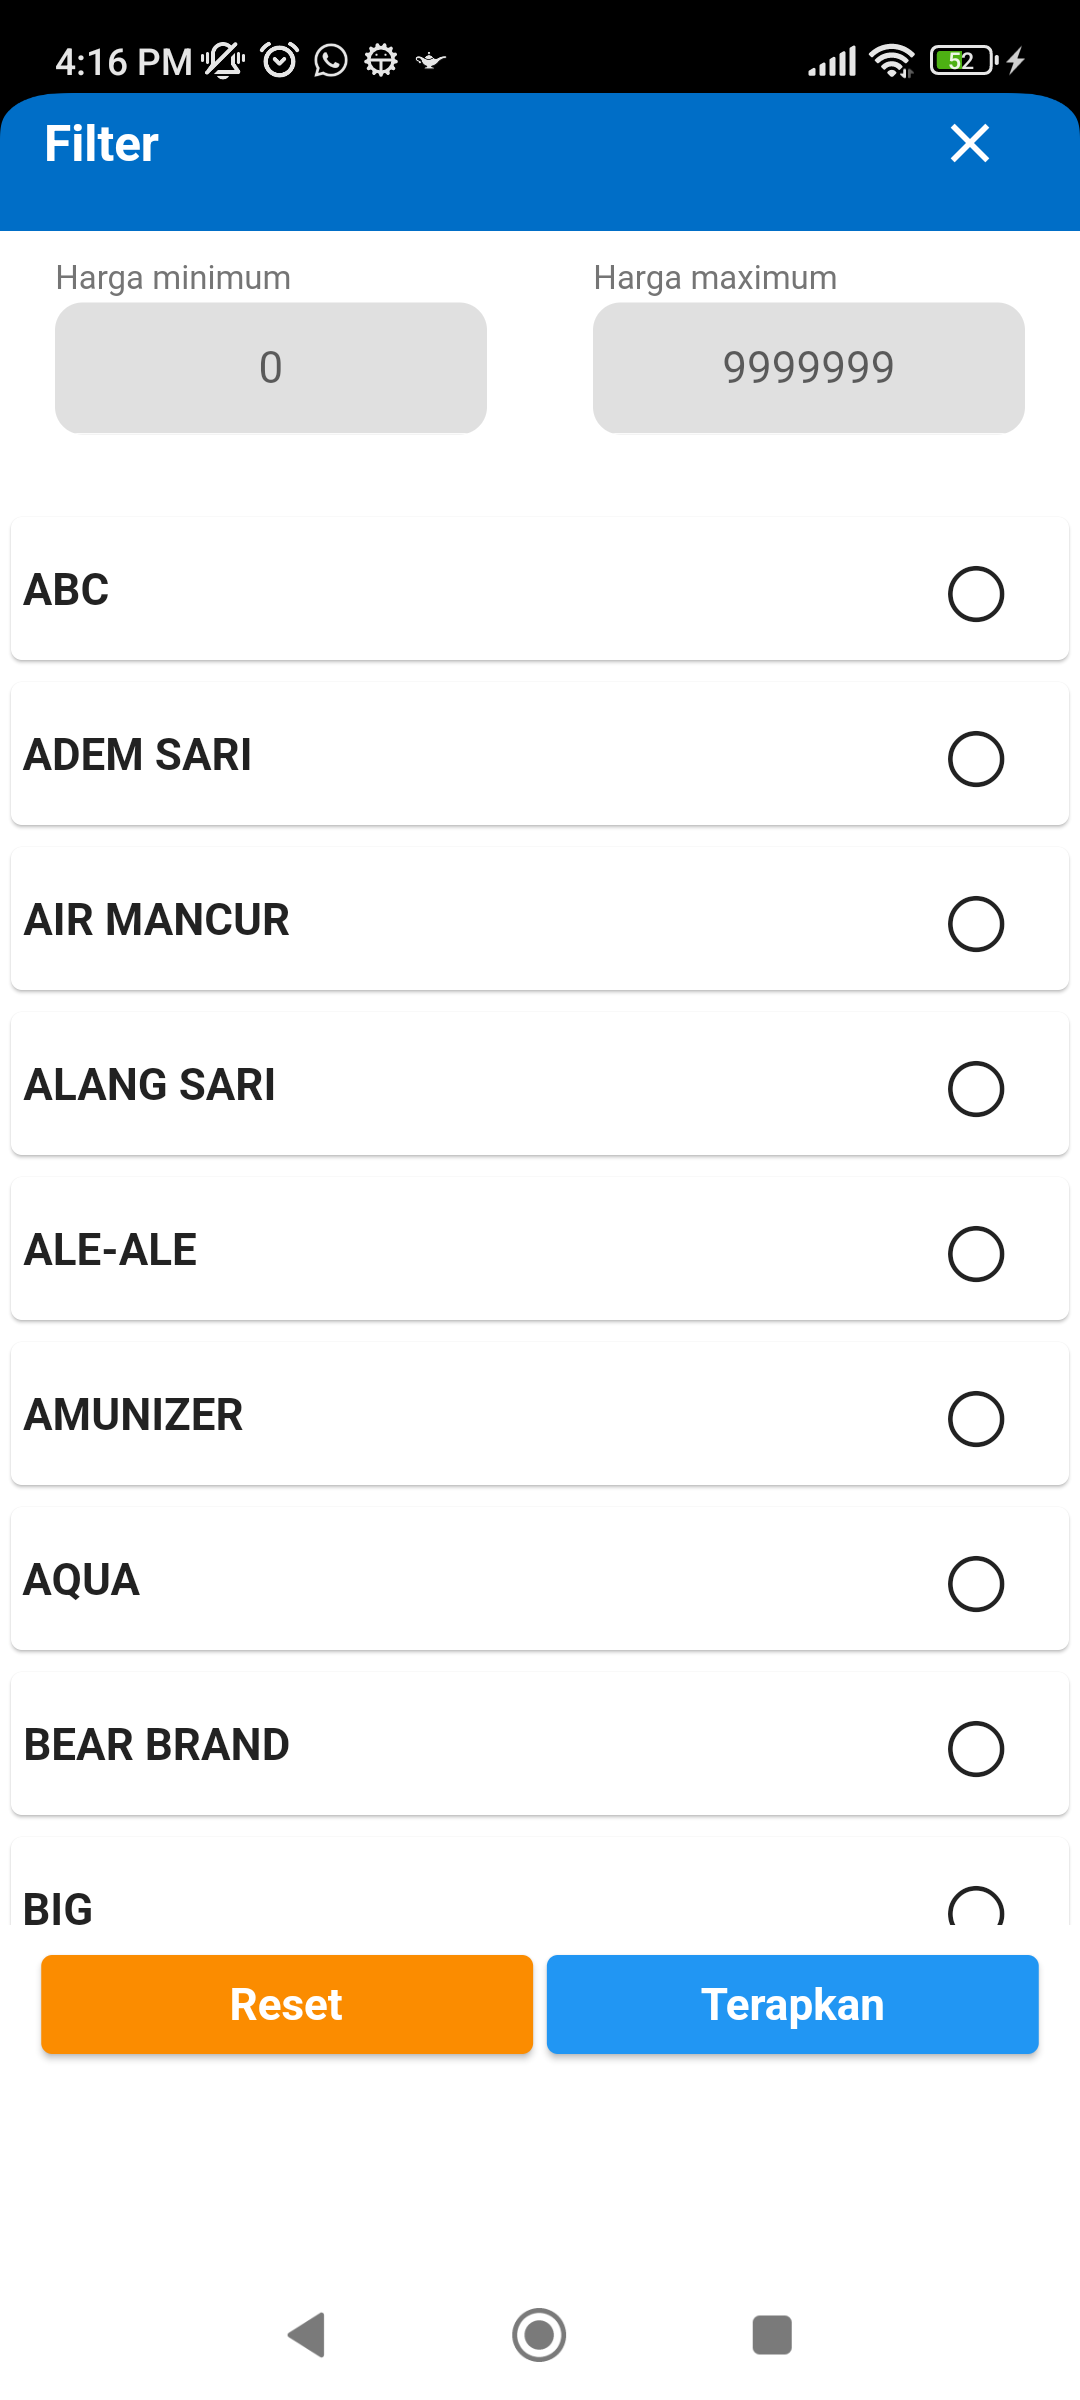 4:16 PM 52
Filter
Harga minimum Harga maximum
0 9999999
ABC
ADEM SARI
AIR MANCUR
ALANG SARI
ALE-ALE
AMUNIZER
AQUA
BEAR BRAND
BIG
Reset Terapkan